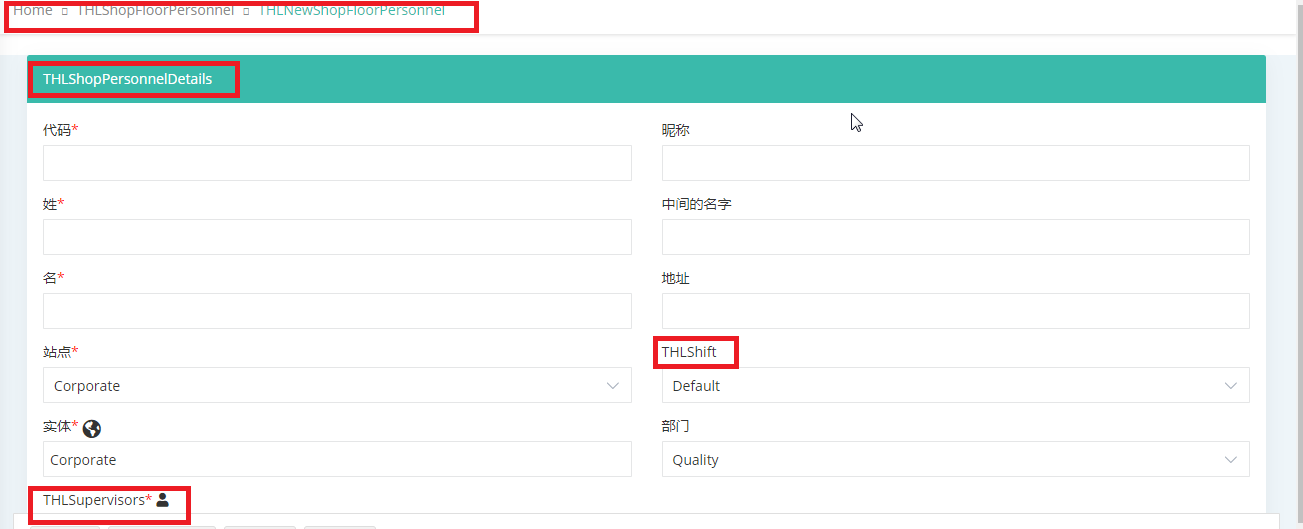 Home THLShopFloorPersonnel THLNewShopFloorPersonnel
THLShopPersonnelDetails
代码*
昵称
姓*
中间的名字
名*
地址
站点*
THLShift
Corporate
Default
实体*
部门
Corporate
Quality
THLSupervisors*